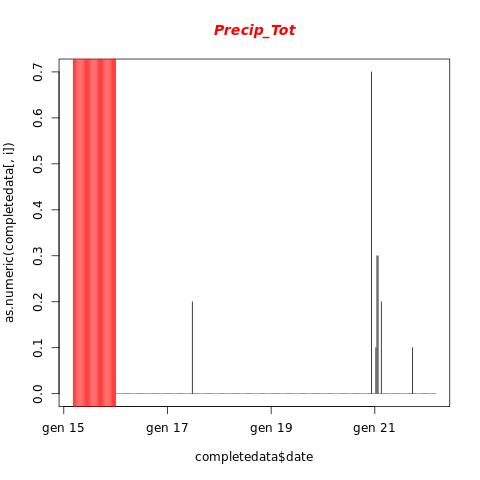 Precip_Tot
as.numeric(completedata[, i])
0.7
0.6
0.5
0.4
0.3
0.2
0.1
0.0
gen 15 gen 17 gen 19 gen 21
completedata$date